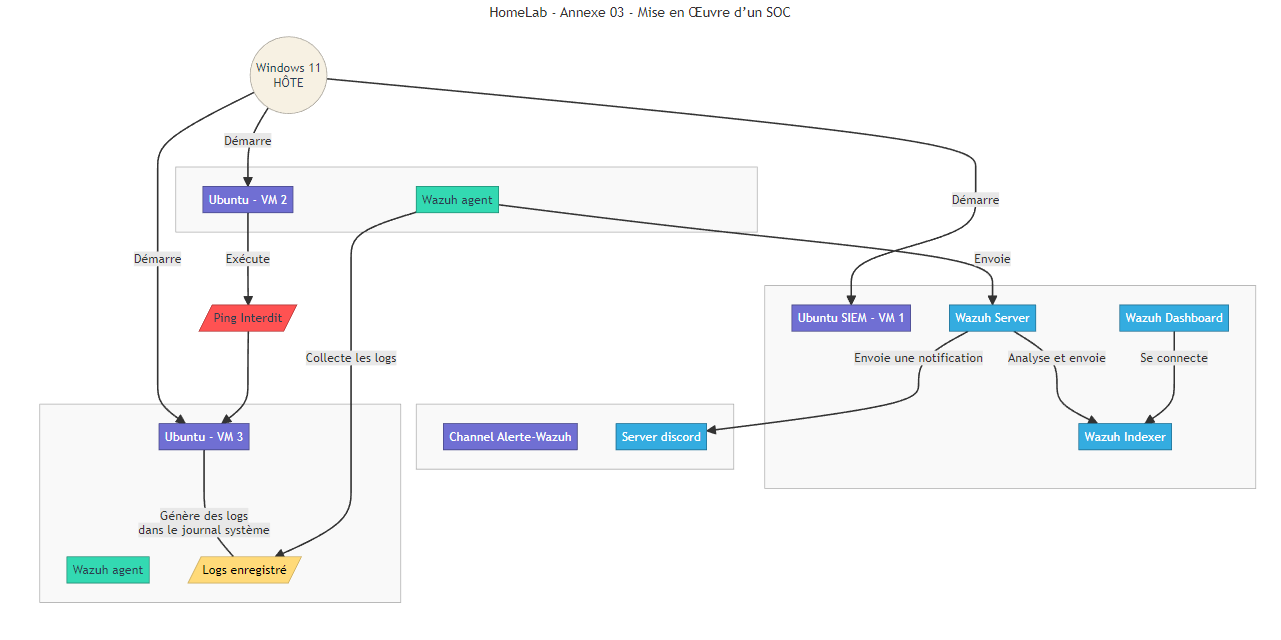 HomeLab - Annexe 03 - Mise en Œuvre d’un SOC
Windows 11
HÔTE
Démarre
Ubuntu - VM 2
Wazuh agent
Démarre
Démarre
Exécute
Envoie
Ping Interdit
Ubuntu SIEM - VM 1
Wazuh Server
Wazuh Dashboard
Collecte les logs
Envoie une notification
Analyse et envoie
Se connecte
Ubuntu - VM 3
Channel Alerte-Wazuh
Server discord
Wazuh Indexer
Génère des logs
dans le journal système
Wazuh agent
Logs enregistré